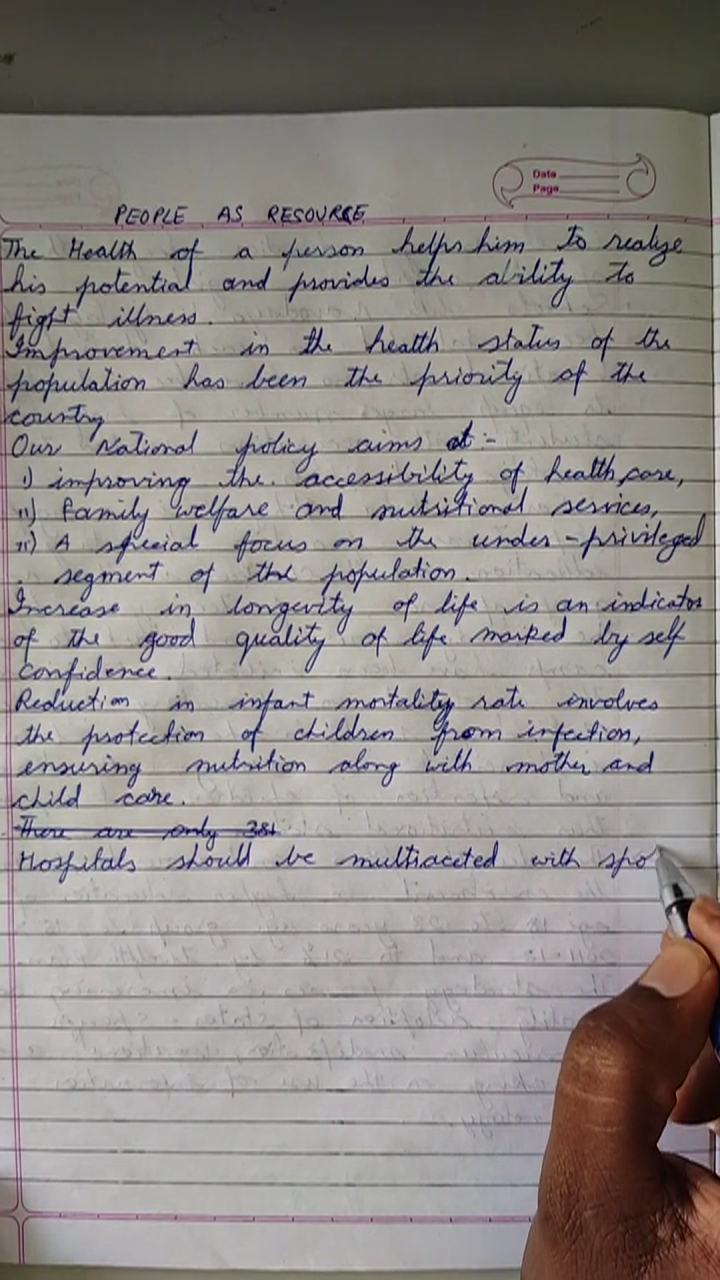 Date
Page
PEOPLE AS RESOURCE
The Health of a person helps him to realize
his potential and provides the ability to
fight illness.
Improvement in the health status of the
population has been the priority of the
country
Our National policy aims at :-
i) improving the accessibility of health care,
ii) family welfare and nutritional services,
iii) A special focus on the under-privileged
segment of the population.
Increase in longevity of life is an indicator
of the good quality of life marked by self
confidence.
Reduction in infant mortality rate involves
the protection of children from infection,
ensuring nutrition along with mother and
child care.
There are only 381
Hospitals should be multiaceted with spo